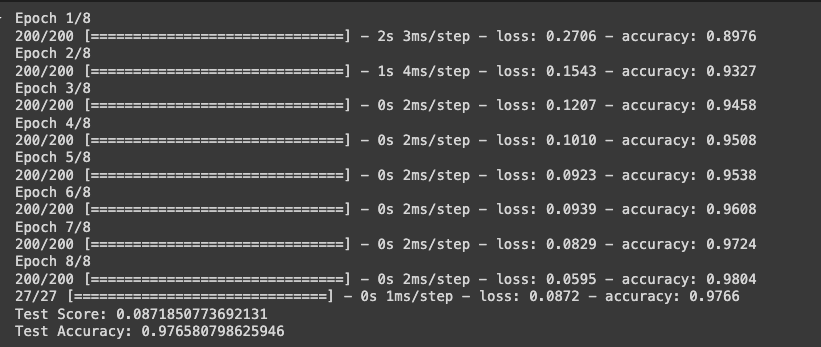 Epoch 1/8
200/200 [==============================] - 2s 3ms/step - loss: 0.2706 - accuracy: 0.8976
Epoch 2/8
200/200 [==============================] - 1s 4ms/step - loss: 0.1543 - accuracy: 0.9327
Epoch 3/8
200/200 [==============================] - 0s 2ms/step - loss: 0.1207 - accuracy: 0.9458
Epoch 4/8
200/200 [==============================] - 0s 2ms/step - loss: 0.1010 - accuracy: 0.9508
Epoch 5/8
200/200 [==============================] - 0s 2ms/step - loss: 0.0923 - accuracy: 0.9538
Epoch 6/8
200/200 [==============================] - 0s 2ms/step - loss: 0.0939 - accuracy: 0.9608
Epoch 7/8
200/200 [==============================] - 0s 2ms/step - loss: 0.0829 - accuracy: 0.9724
Epoch 8/8
200/200 [==============================] - 0s 2ms/step - loss: 0.0595 - accuracy: 0.9804
27/27 [==============================] - 0s 1ms/step - loss: 0.0872 - accuracy: 0.9766
Test Score: 0.0871850773692131
Test Accuracy: 0.976580798625946